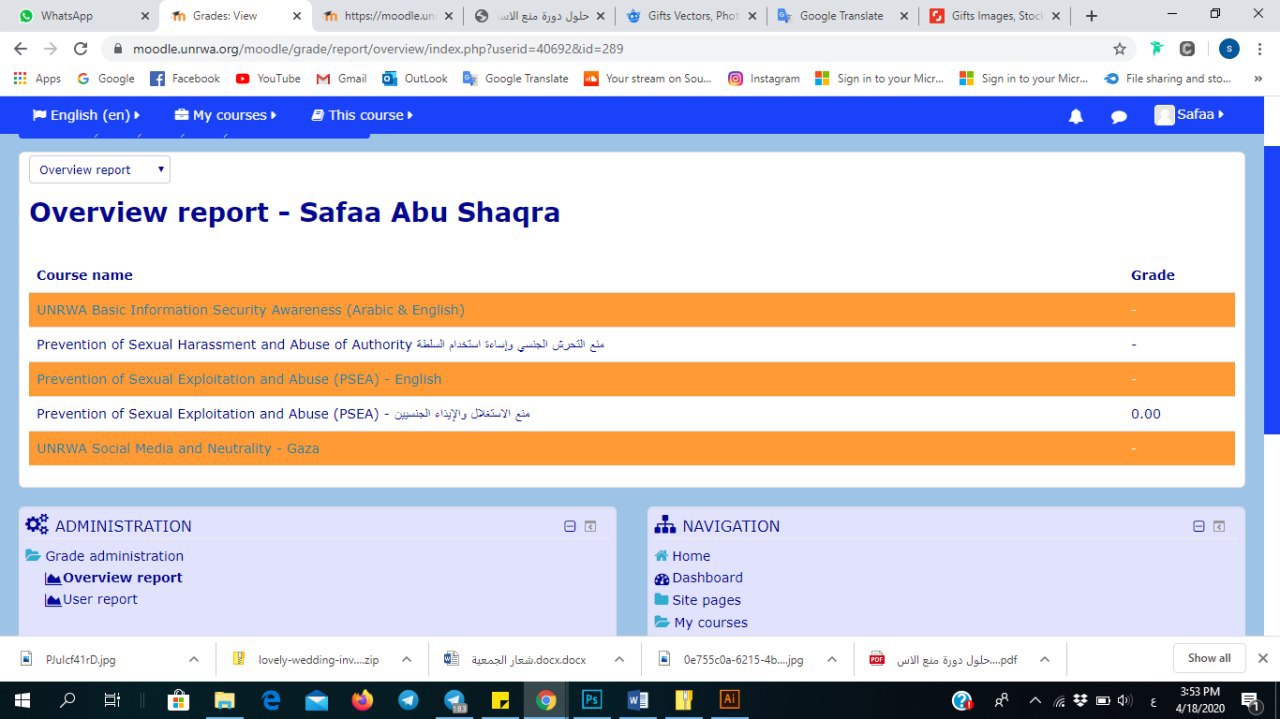 WhatsApp
Grades: View
https://moodle.un
حلول دورة منع الاس
Gifts Vectors, Phot
Google Translate
Gifts Images, Stock
moodle.unrwa.org/moodle/grade/report/overview/index.php?userid=40692&id=289
S
Apps Google Facebook YouTube Gmail OutLook Google Translate Your stream on Sou... Instagram Sign in to your Micr... Sign in to your Micr... File sharing and sto... »
English (en) My courses This course Safaa
Overview report
Overview report - Safaa Abu Shaqra
Course name Grade
UNRWA Basic Information Security Awareness (Arabic & English) -
Prevention of Sexual Harassment and Abuse of Authority منع التحرش الجنسي وإساءة استخدام السلطة -
Prevention of Sexual Exploitation and Abuse (PSEA) - English -
Prevention of Sexual Exploitation and Abuse (PSEA) - منع الاستغلال والإيذاء الجنسيين 0.00
UNRWA Social Media and Neutrality - Gaza -
ADMINISTRATION
Grade administration
Overview report
User report
NAVIGATION
Home
Dashboard
Site pages
My courses
PJulcf41rD.jpg
lovely-wedding-inv....zip
شعار الجمعية.docx.docx
0e755c0a-6215-4b....jpg
PDF
حلول دورة منع الاس....pdf
Show all
183
Ps
Ai
ع
3:53 PM
4/18/2020
1